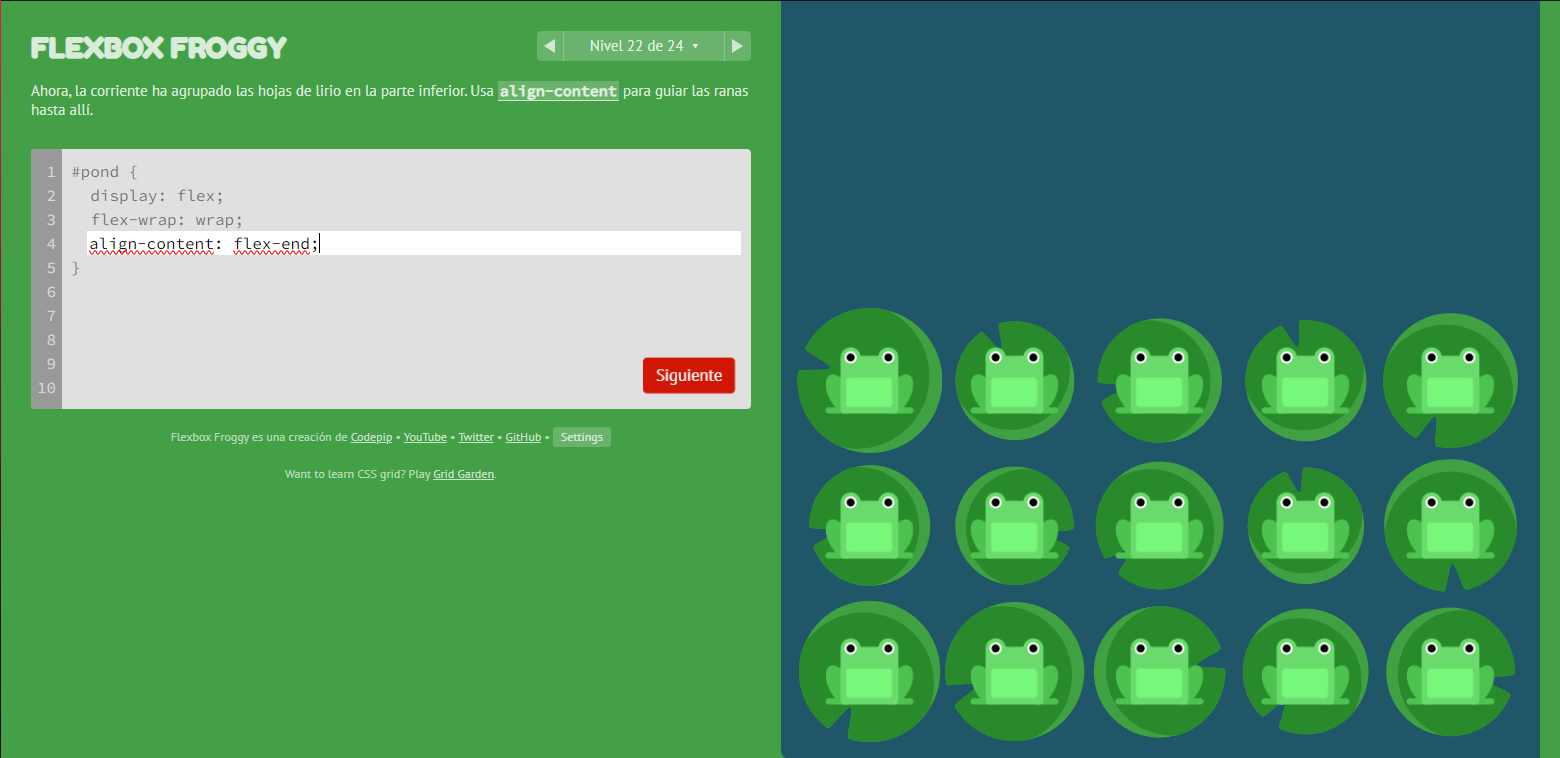 FLEXBOX FROGGY
Nivel 22 de 24
Ahora, la corriente ha agrupado las hojas de lirio en la parte inferior. Usa align-content para guiar las ranas
hasta allí.
1 #pond {
2 display: flex;
3 flex-wrap: wrap;
4 align-content: flex-end;
5 }
6
7
8
9
10
Siguiente
Flexbox Froggy es una creación de Codepip • YouTube • Twitter • GitHub • Settings
Want to learn CSS grid? Play Grid Garden.